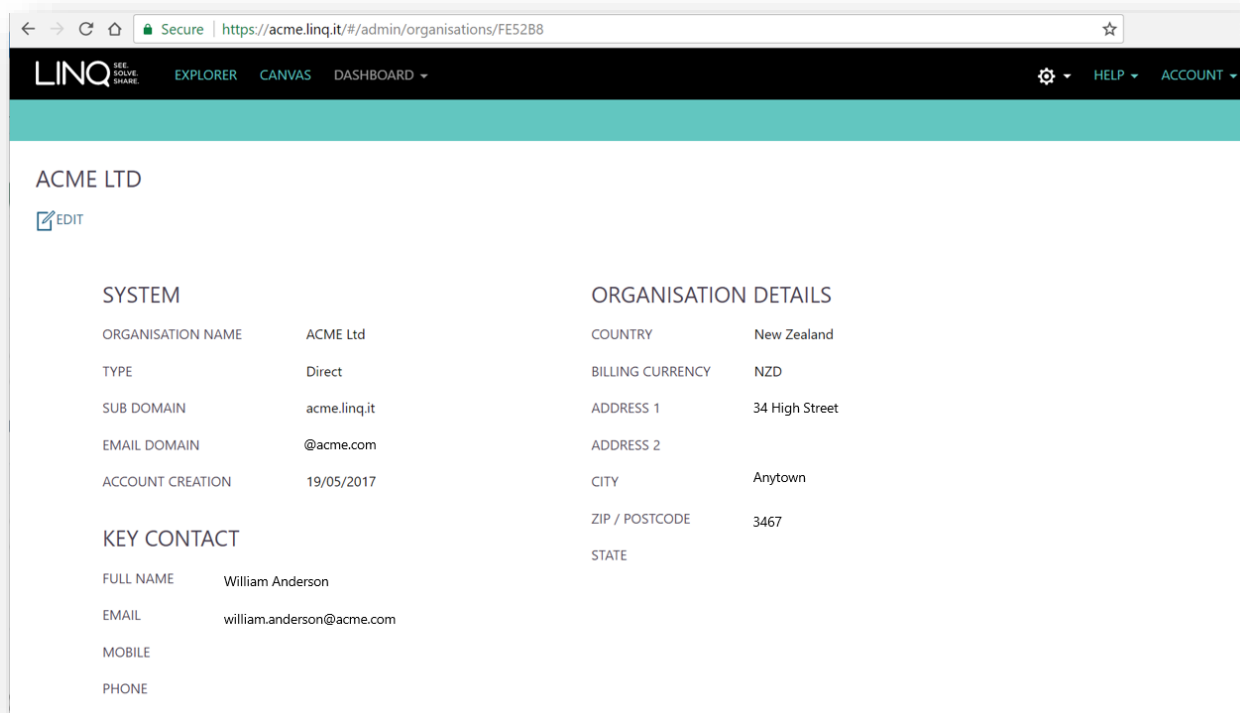 Secure https://acme.linq.it/#/admin/organisations/FE52B8
LINQ SEE. SOLVE. SHARE. EXPLORER CANVAS DASHBOARD HELP ACCOUNT
ACME LTD
EDIT
SYSTEM
ORGANISATION NAME ACME Ltd
TYPE Direct
SUB DOMAIN acme.linq.it
EMAIL DOMAIN @acme.com
ACCOUNT CREATION 19/05/2017
KEY CONTACT
FULL NAME William Anderson
EMAIL william.anderson@acme.com
MOBILE
PHONE
ORGANISATION DETAILS
COUNTRY New Zealand
BILLING CURRENCY NZD
ADDRESS 1 34 High Street
ADDRESS 2
CITY Anytown
ZIP / POSTCODE 3467
STATE